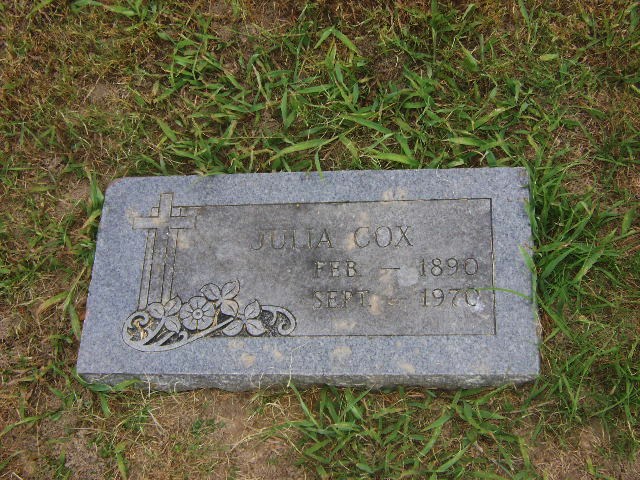 JULIA COX
FEB — 1890
SEPT — 1970